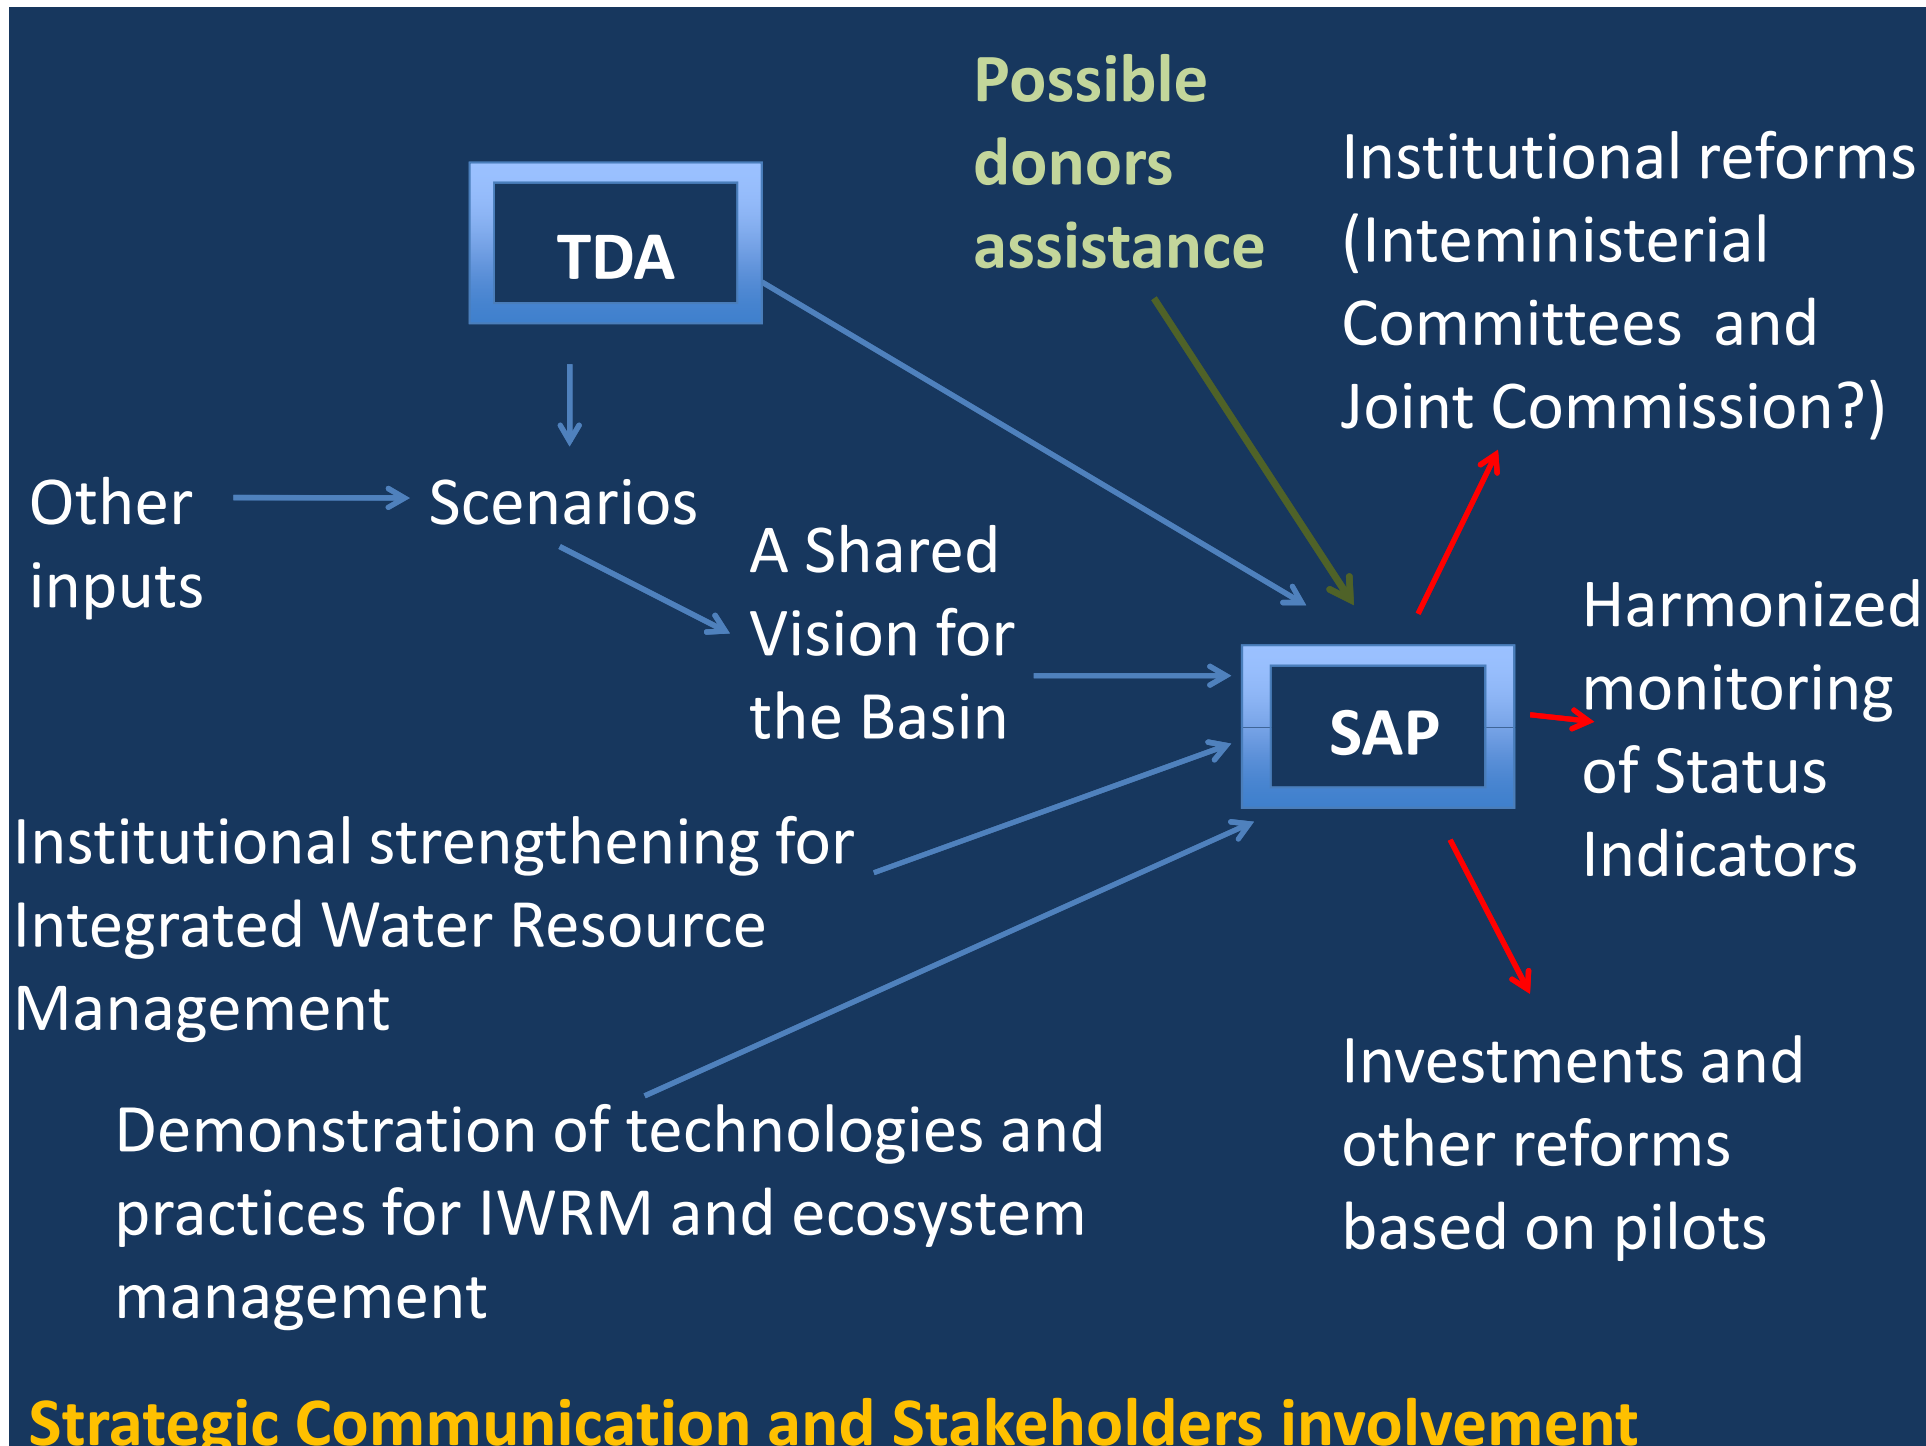 Possible
donors
assistance
Institutional reforms
(Inteministerial
Committees and
Joint Commission?)
TDA
Other
inputs
Scenarios
A Shared
Vision for
the Basin
Harmonized
monitoring
of Status
Indicators
SAP
Institutional strengthening for
Integrated Water Resource
Management
Investments and
other reforms
based on pilots
Demonstration of technologies and
practices for IWRM and ecosystem
management
Strategic Communication and Stakeholders involvement